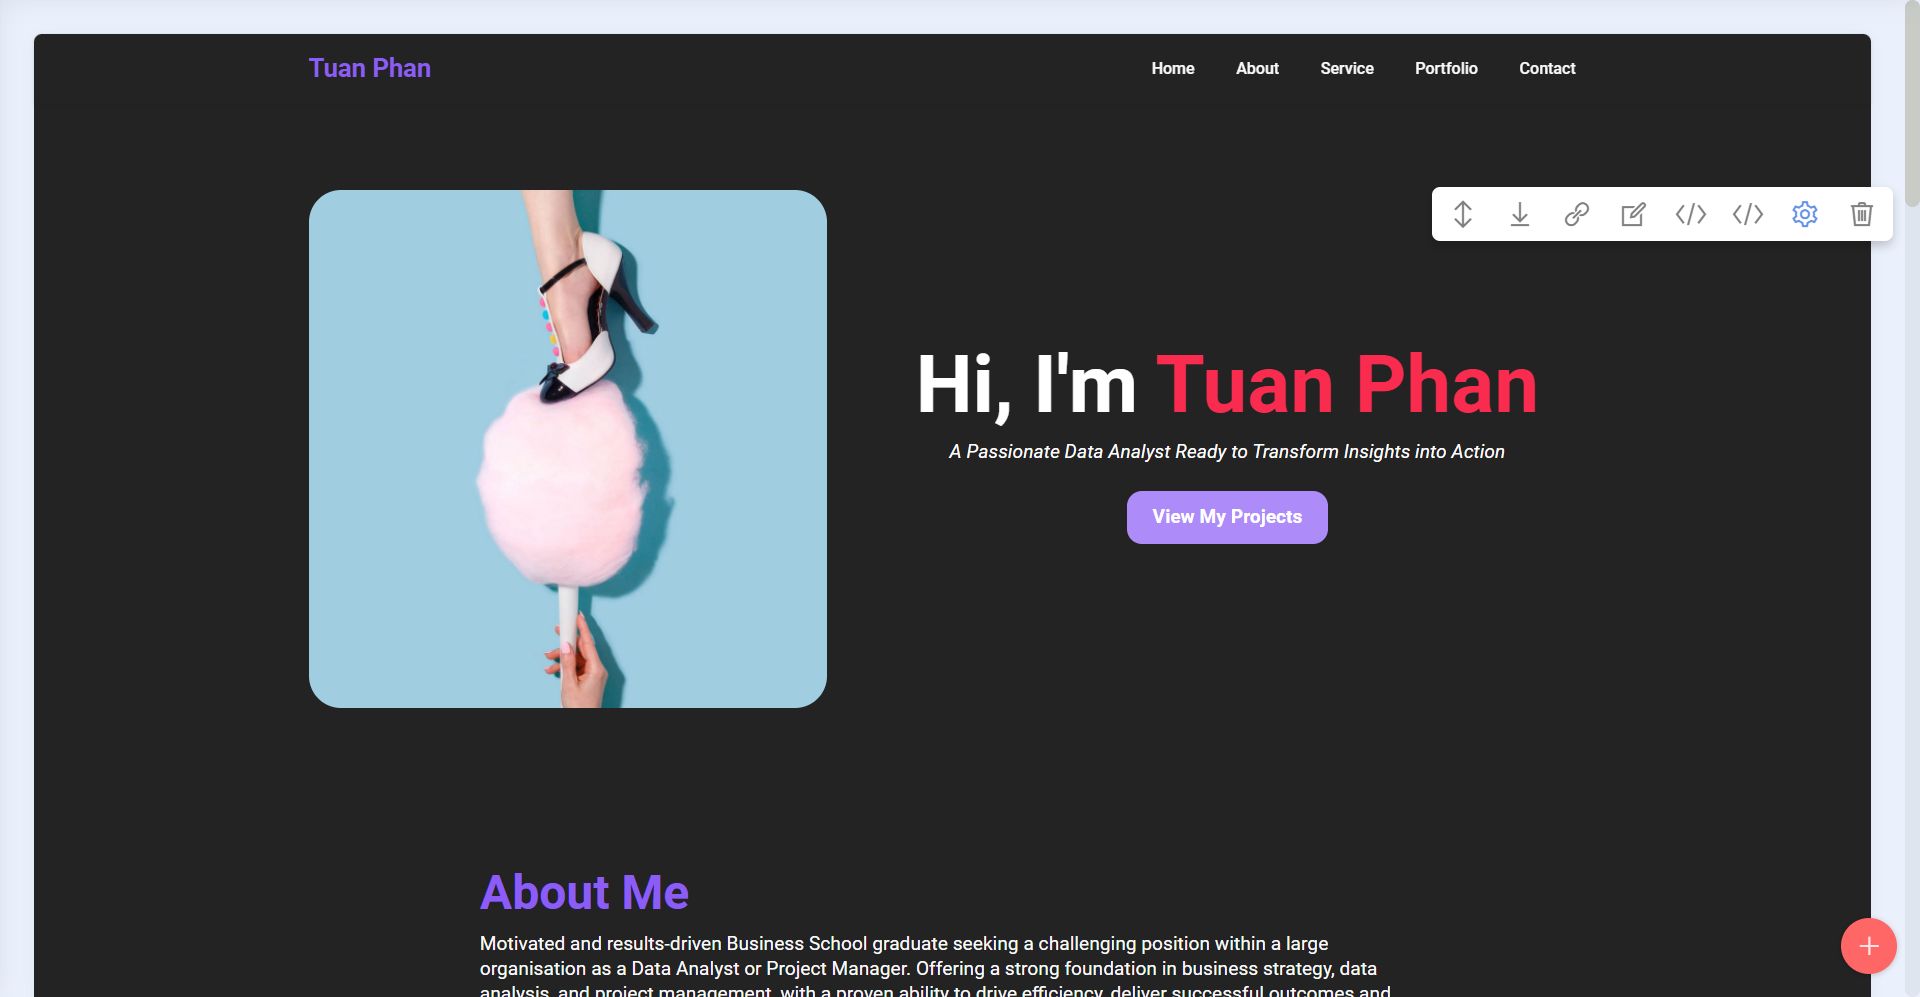 Tuan Phan
Home About Service Portfolio Contact
Hi, I'm Tuan Phan
A Passionate Data Analyst Ready to Transform Insights into Action
View My Projects
About Me
Motivated and results-driven Business School graduate seeking a challenging position within a large
organisation as a Data Analyst or Project Manager. Offering a strong foundation in business strategy, data
analysis, and project management, with a proven ability to drive efficiency, deliver successful outcomes and